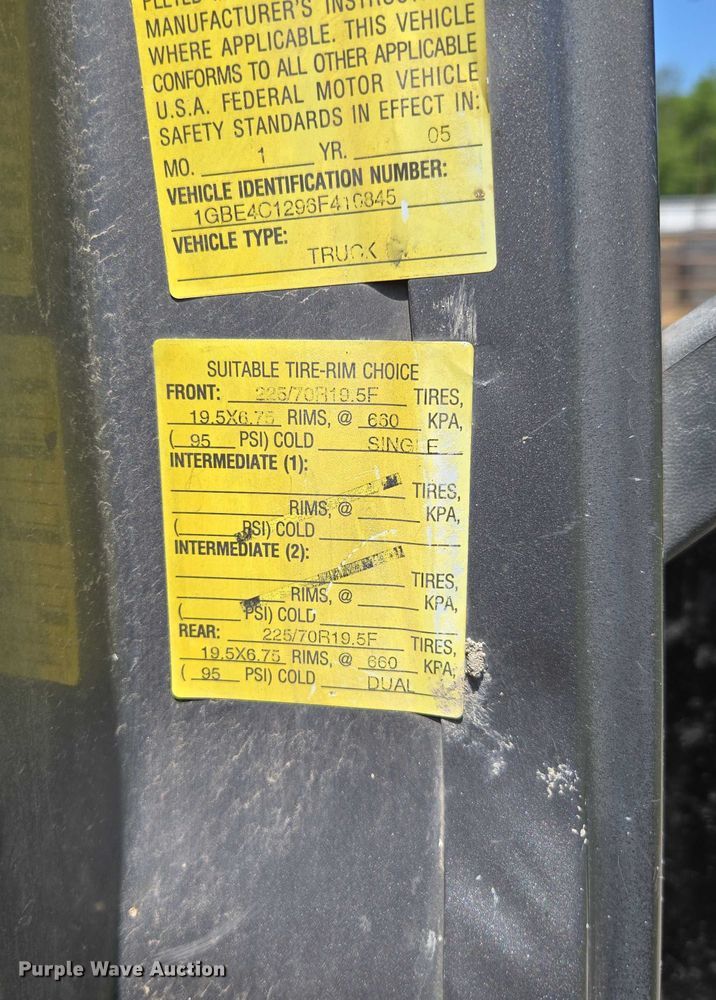 MANUFACTURER'S
WHERE APPLICABLE. THIS VEHICLE
CONFORMS TO ALL OTHER APPLICABLE
U.S.A. FEDERAL MOTOR VEHICLE
SAFETY STANDARDS IN EFFECT IN:
MO. 1 YR. 05
VEHICLE IDENTIFICATION NUMBER:
1GBE4C1296F416845
VEHICLE TYPE:
TRUCK
SUITABLE TIRE-RIM CHOICE
FRONT: 225/70R19.5F TIRES,
19.5X6.75 RIMS, @ 660 KPA,
( 95 PSI) COLD SINGLE
INTERMEDIATE (1):
TIRES,
RIMS, @ KPA,
( PSI) COLD
INTERMEDIATE (2):
TIRES,
RIMS, @ KPA,
( PSI) COLD
REAR: 225/70R19.5F TIRES,
19.5X6.75 RIMS, @ 660 KPA,
( 95 PSI) COLD DUAL
Purple Wave Auction